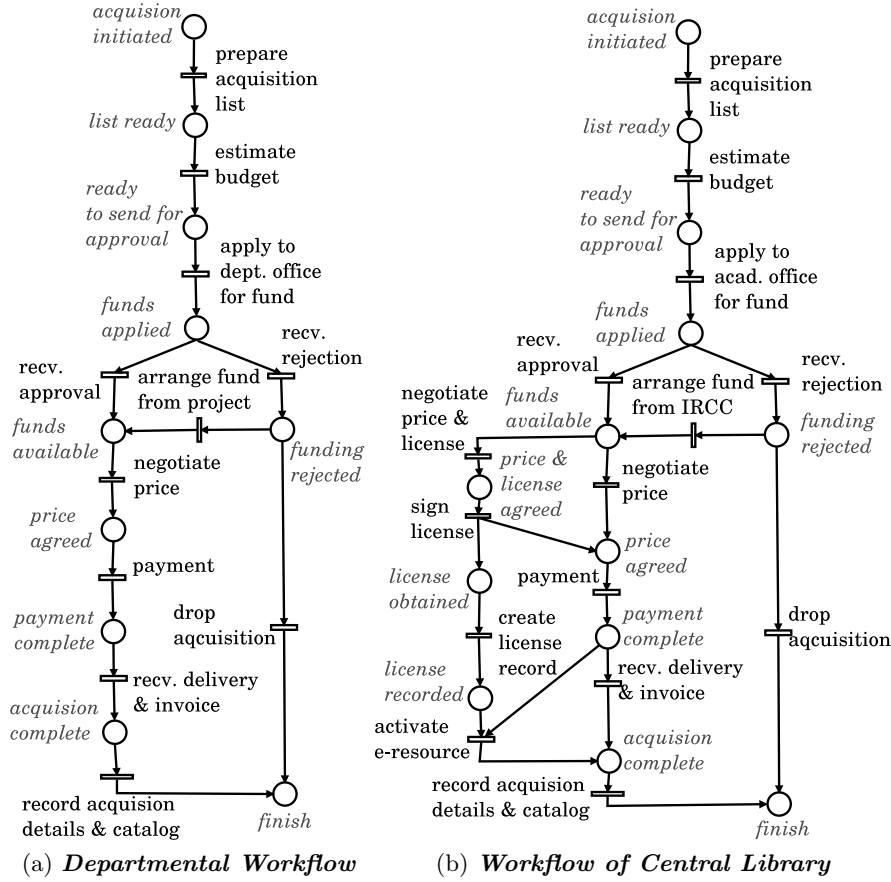 acquision
initiated
prepare
acquisition
list
list ready
estimate
budget
ready
to send for
approval
apply to
dept. office
for fund
funds
applied
recv.
rejection
recv.
approval
arrange fund
from project
funds
available
funding
rejected
negotiate
price
price
agreed
payment
payment
complete
drop
aqcuisition
recv. delivery
& invoice
acquision
complete
record acquision
details & catalog
finish
(a) Departmental Workflow
acquision
initiated
prepare
acquisition
list
list ready
estimate
budget
ready
to send for
approval
apply to
acad. office
for fund
funds
applied
recv.
approval
recv.
rejection
arrange fund
from IRCC
negotiate
price &
license
funds
available
funding
rejected
price &
license
agreed
negotiate
price
sign
license
price
agreed
license
obtained
payment
create
license
record
payment
complete
drop
aqcuisition
license
recorded
recv. delivery
& invoice
activate
e-resource
acquision
complete
record acquision
details & catalog
finish
(b) Workflow of Central Library